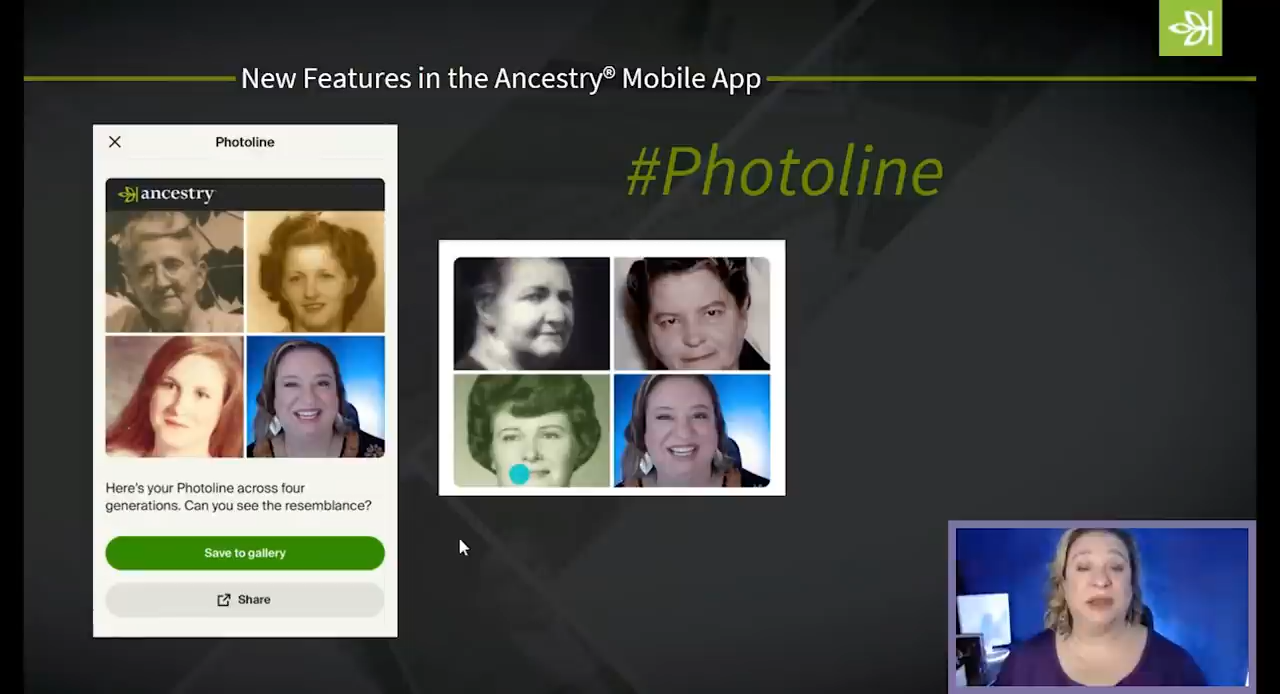 New Features in the Ancestry® Mobile App
Photoline
ancestry
#Photoline
Here's your Photoline across four
generations. Can you see the resemblance?
Save to gallery
Share